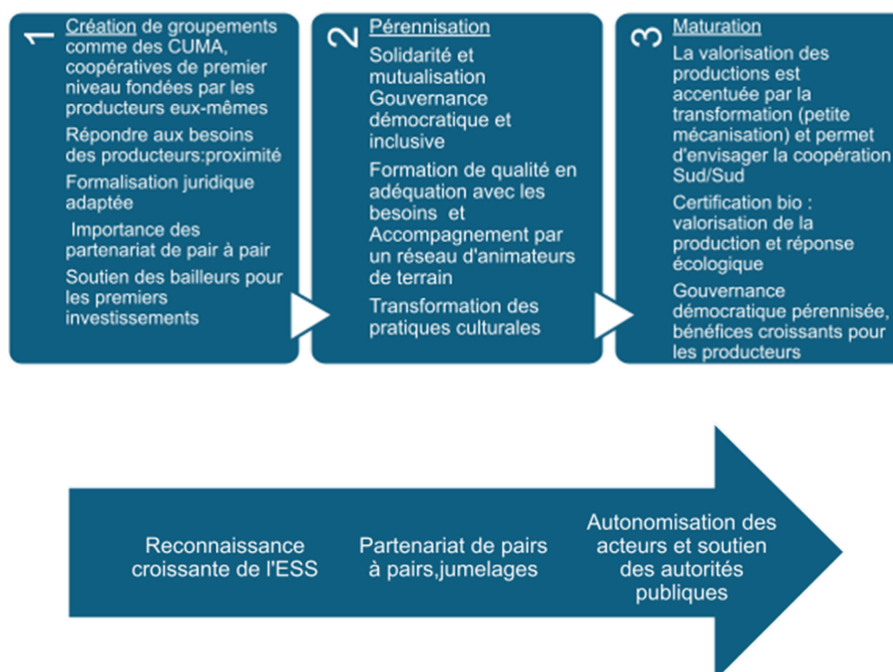 1
Création de groupements
comme des CUMA,
coopératives de premier
niveau fondées par les
producteurs eux-mêmes
Répondre aux besoins
des producteurs:proximité
Formalisation juridique
adaptée
Importance des
partenariat de pair à pair
Soutien des bailleurs pour
les premiers
investissements
2
Pérennisation
Solidarité et
mutualisation
Gouvernance
démocratique et
inclusive
Formation de qualité en
adéquation avec les
besoins et
Accompagnement par
un réseau d'animateurs
de terrain
Transformation des
pratiques culturales
3
Maturation
La valorisation des
productions est
accentuée par la
transformation (petite
mécanisation) et permet
d'envisager la coopération
Sud/Sud
Certification bio :
valorisation de la
production et réponse
écologique
Gouvernance
démocratique pérennisée,
bénéfices croissants pour
les producteurs
Reconnaissance
croissante de l'ESS
Partenariat de pairs
à pairs,jumelages
Autonomisation des
acteurs et soutien
des autorités
publiques